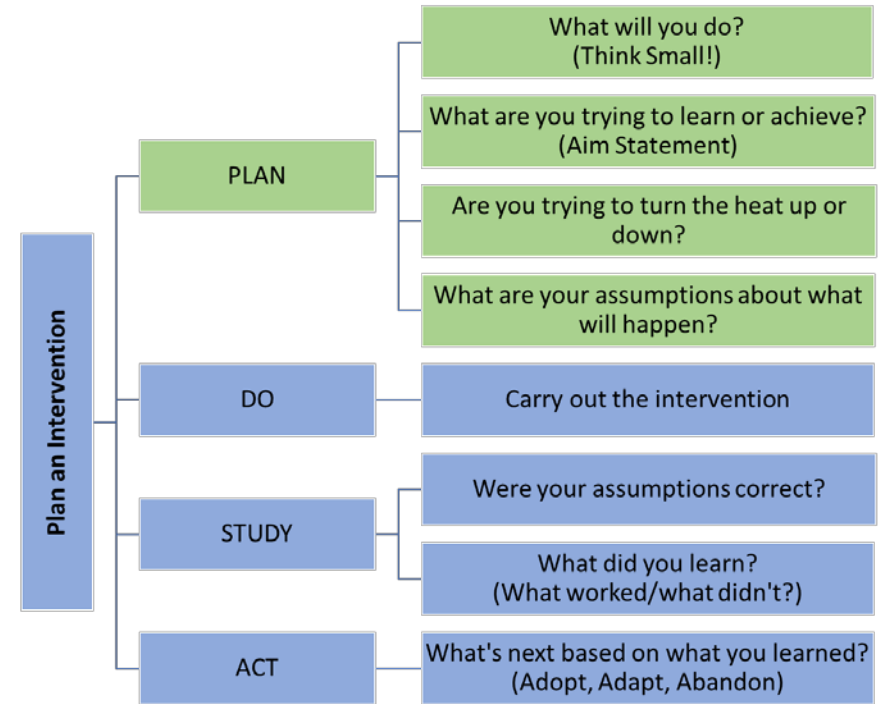 Plan an Intervention
PLAN
What will you do?
(Think Small!)
What are you trying to learn or achieve?
(Aim Statement)
Are you trying to turn the heat up or
down?
What are your assumptions about what
will happen?
DO
Carry out the intervention
STUDY
Were your assumptions correct?
What did you learn?
(What worked/what didn't?)
ACT
What's next based on what you learned?
(Adopt, Adapt, Abandon)